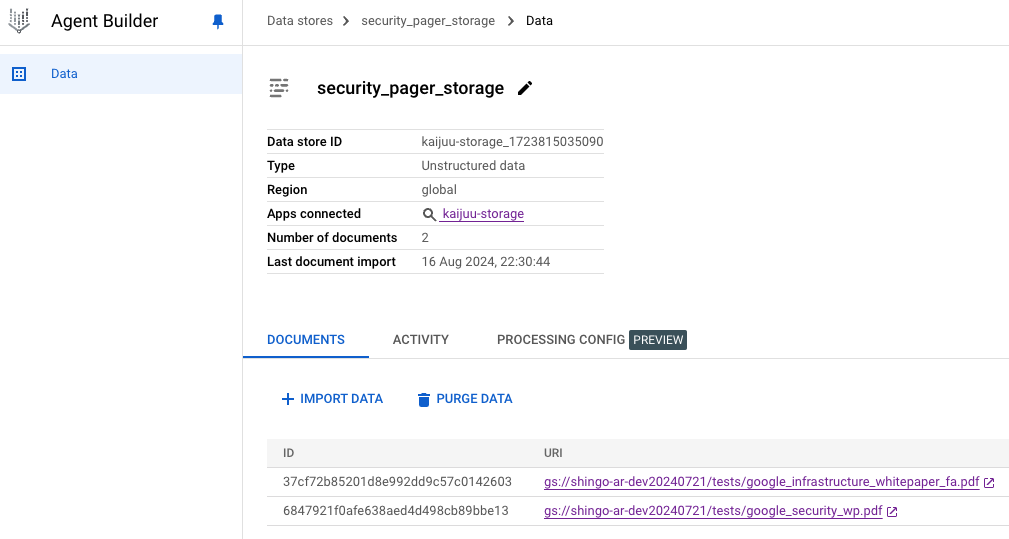 Agent Builder
Data stores > security_pager_storage > Data
Data
security_pager_storage
Data store ID kaijuu-storage_1723815035090
Type Unstructured data
Region global
Apps connected kaijuu-storage
Number of documents 2
Last document import 16 Aug 2024, 22:30:44
DOCUMENTS ACTIVITY PROCESSING CONFIG PREVIEW
+ IMPORT DATA PURGE DATA
ID URI
37cf72b85201d8e992dd9c57c0142603 gs://shingo-ar-dev20240721/tests/google_infrastructure_whitepaper_fa.pdf
6847921f0afe638aed4d498cb89bbe13 gs://shingo-ar-dev20240721/tests/google_security_wp.pdf